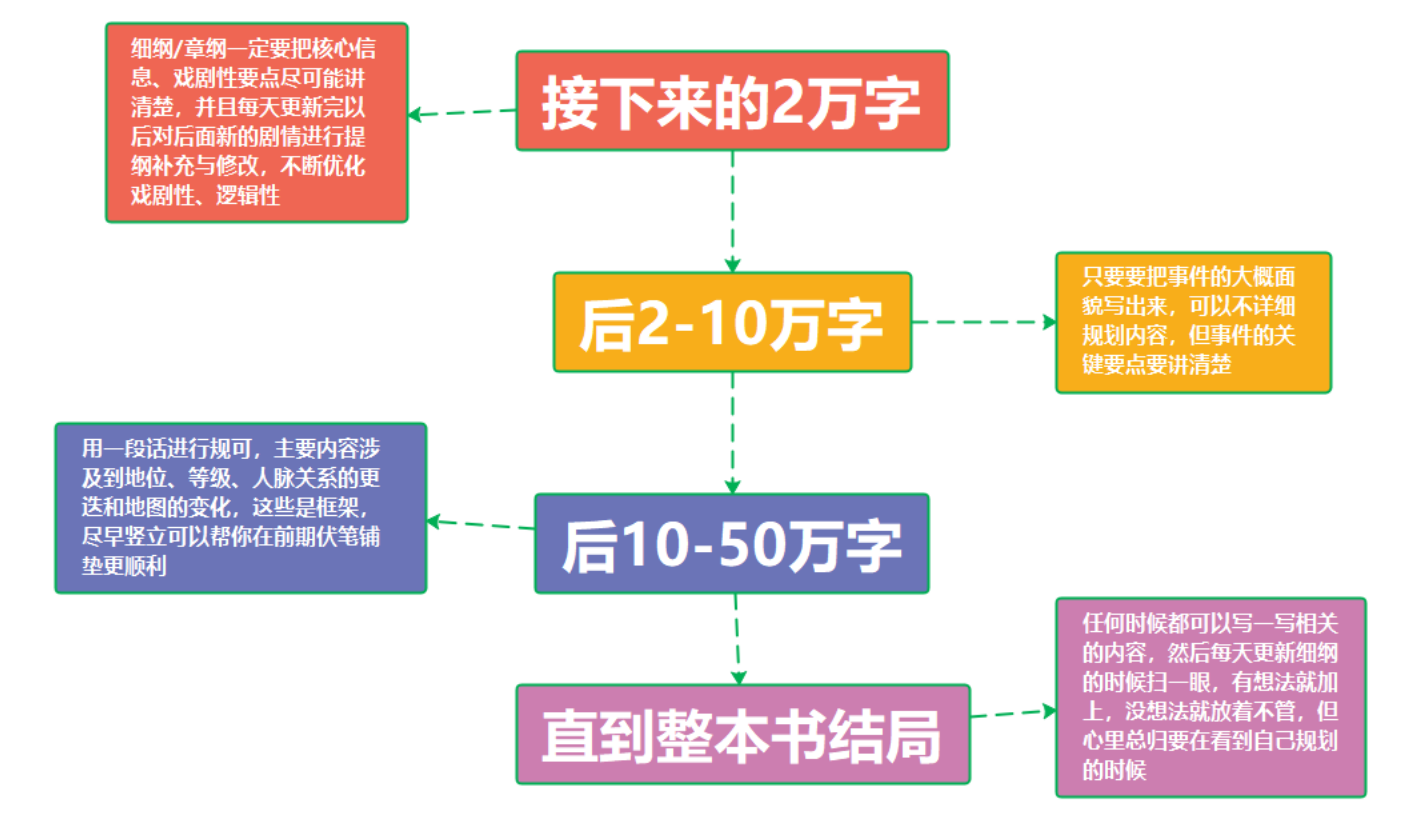 细纲/章纲一定要把核心信
息、戏剧性要点尽可能讲
清楚，并且每天更新完以
后对后面新的剧情进行提
纲补充与修改，不断优化
戏剧性、逻辑性
接下来的2万字
后2-10万字
只要要把事件的大概面
貌写出来，可以不详细
规划内容，但事件的关
键要点要讲清楚
用一段话进行规可，主要内容涉
及到地位、等级、人脉关系的更
迭和地图的变化，这些是框架，
尽早竖立可以帮你在前期伏笔铺
垫更顺利
后10-50万字
直到整本书结局
任何时候都可以写一写相关
的内容，然后每天更新细纲
的时候扫一眼，有想法就加
上，没想法就放着不管，但
心里总归要在看到自己规划
的时候